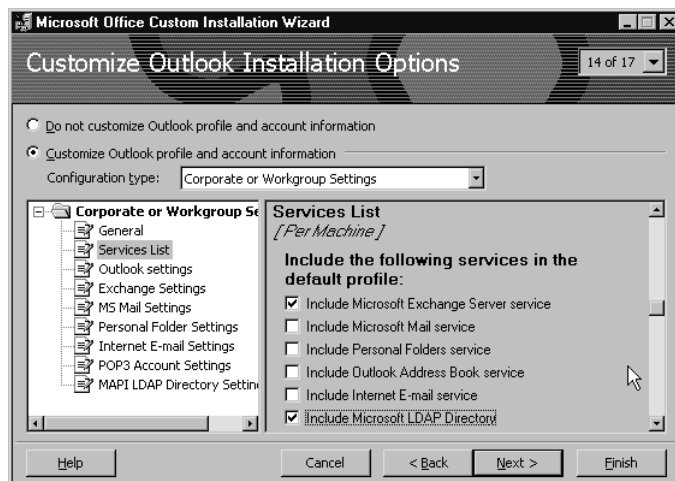 Microsoft Office Custom Installation Wizard
Customize Outlook Installation Options
14 of 17
Do not customize Outlook profile and account information
Customize Outlook profile and account information
Configuration type: Corporate or Workgroup Settings
Corporate or Workgroup Se
General
Services List
Outlook settings
Exchange Settings
MS Mail Settings
Personal Folder Settings
Internet E-mail Settings
POP3 Account Settings
MAPI LDAP Directory Settin
Services List
[Per Machine]
Include the following services in the
default profile:
Include Microsoft Exchange Server service
Include Microsoft Mail service
Include Personal Folders service
Include Outlook Address Book service
Include Internet E-mail service
Include Microsoft LDAP Directory
Help
Cancel
< Back
Next >
Finish